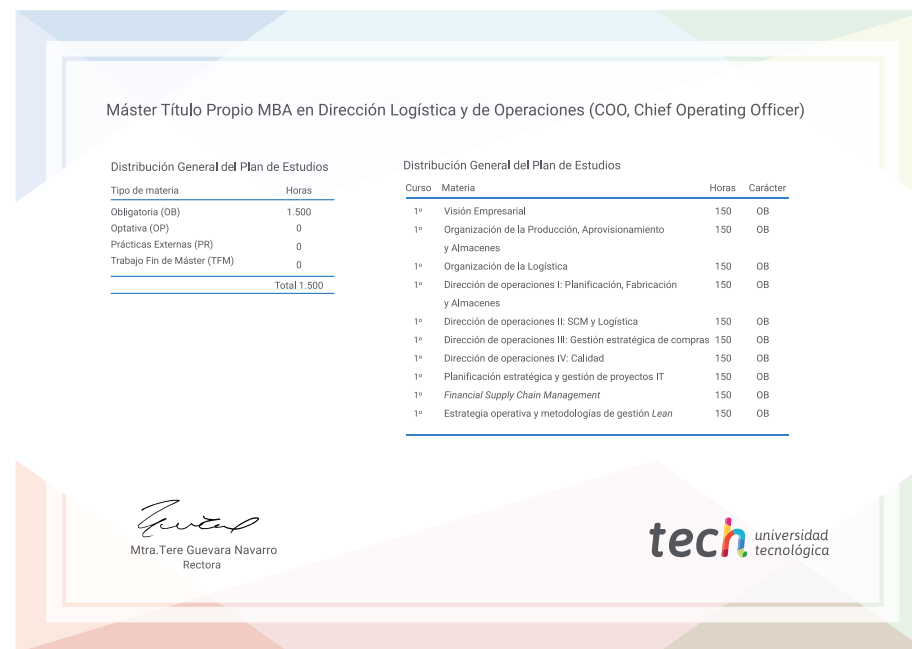 Máster Título Propio MBA en Dirección Logística y de Operaciones (COO, Chief Operating Officer)
Distribución General del Plan de Estudios
Tipo de materia Horas
Obligatoria (OB) 1.500
Optativa (OP) 0
Prácticas Externas (PR) 0
Trabajo Fin de Máster (TFM) 0
Total 1.500
Distribución General del Plan de Estudios
Curso Materia Horas Carácter
1º Visión Empresarial 150 OB
1º Organización de la Producción, Aprovisionamiento 150 OB
y Almacenes
1º Organización de la Logística 150 OB
1º Dirección de operaciones I: Planificación, Fabricación 150 OB
y Almacenes
1º Dirección de operaciones II: SCM y Logística 150 OB
1º Dirección de operaciones III: Gestión estratégica de compras 150 OB
1º Dirección de operaciones IV: Calidad 150 OB
1º Planificación estratégica y gestión de proyectos IT 150 OB
1º Financial Supply Chain Management 150 OB
1º Estrategia operativa y metodologías de gestión Lean 150 OB
Mtra.Tere Guevara Navarro
Rectora
tech universidad
tecnológica